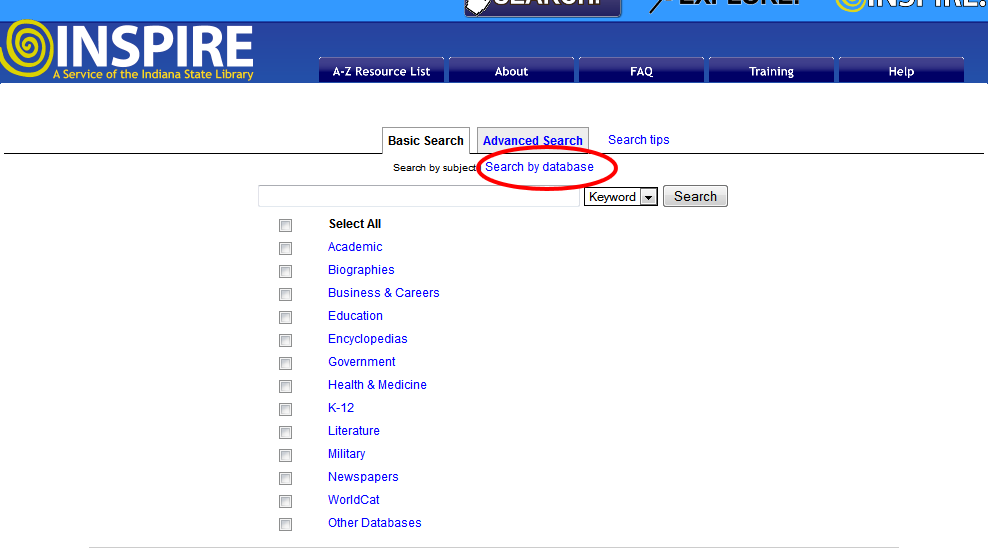 SEARCH! EXPLORE! INSPIRE!
INSPIRE
A Service of the Indiana State Library
A-Z Resource List About FAQ Training Help
Basic Search Advanced Search Search tips
Search by subject Search by database
Keyword Search
Select All
Academic
Biographies
Business & Careers
Education
Encyclopedias
Government
Health & Medicine
K-12
Literature
Military
Newspapers
WorldCat
Other Databases